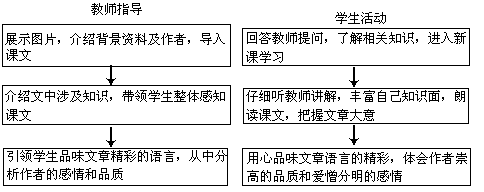 教师指导
展示图片，介绍背景资料及作者，导入
课文
介绍文中涉及知识，带领学生整体感知
课文
引领学生品味文章精彩的语言，从中分
析作者的感情和品质
学生活动
回答教师提问，了解相关知识，进入新
课学习
仔细听教师讲解，丰富自己知识面，朗
读课文，把握文章大意
用心品味文章语言的精彩，体会作者崇
高的品质和爱憎分明的感情